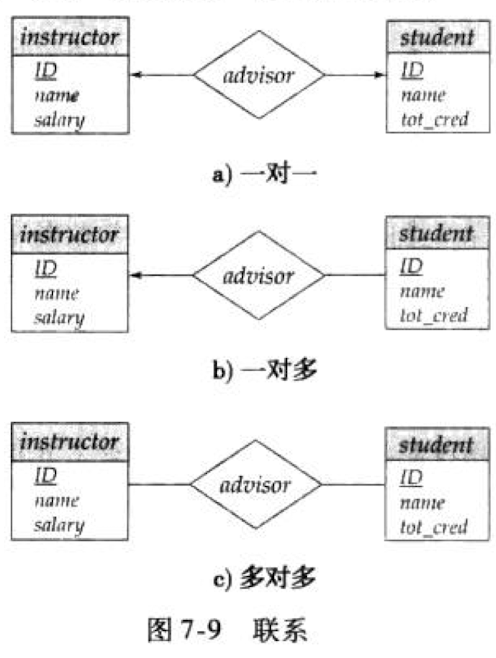 instructor
ID
name
salary
advisor
student
ID
name
tot_cred
a) 一对一
instructor
ID
name
salary
advisor
student
ID
name
tot_cred
b) 一对多
instructor
ID
name
salary
advisor
student
ID
name
tot_cred
c) 多对多
图 7-9 联系